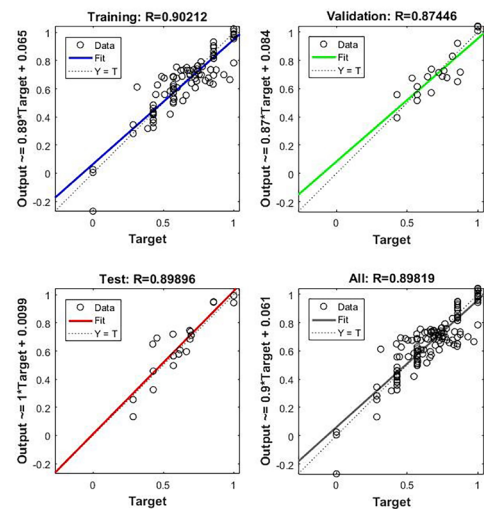 Training: R=0.90212
Output ~= 0.89*Target + 0.065
1
0.8
0.6
0.4
0.2
0
-0.2
Data
Fit
Y = T
0 0.5 1
Target
Validation: R=0.87446
Output ~= 0.87*Target + 0.084
1
0.8
0.6
0.4
0.2
0
-0.2
Data
Fit
Y = T
0 0.5 1
Target
Test: R=0.89896
Output ~= 1*Target + 0.0099
1
0.8
0.6
0.4
0.2
0
-0.2
Data
Fit
Y = T
0 0.5 1
Target
All: R=0.89819
Output ~= 0.9*Target + 0.061
1
0.8
0.6
0.4
0.2
0
-0.2
Data
Fit
Y = T
0 0.5 1
Target